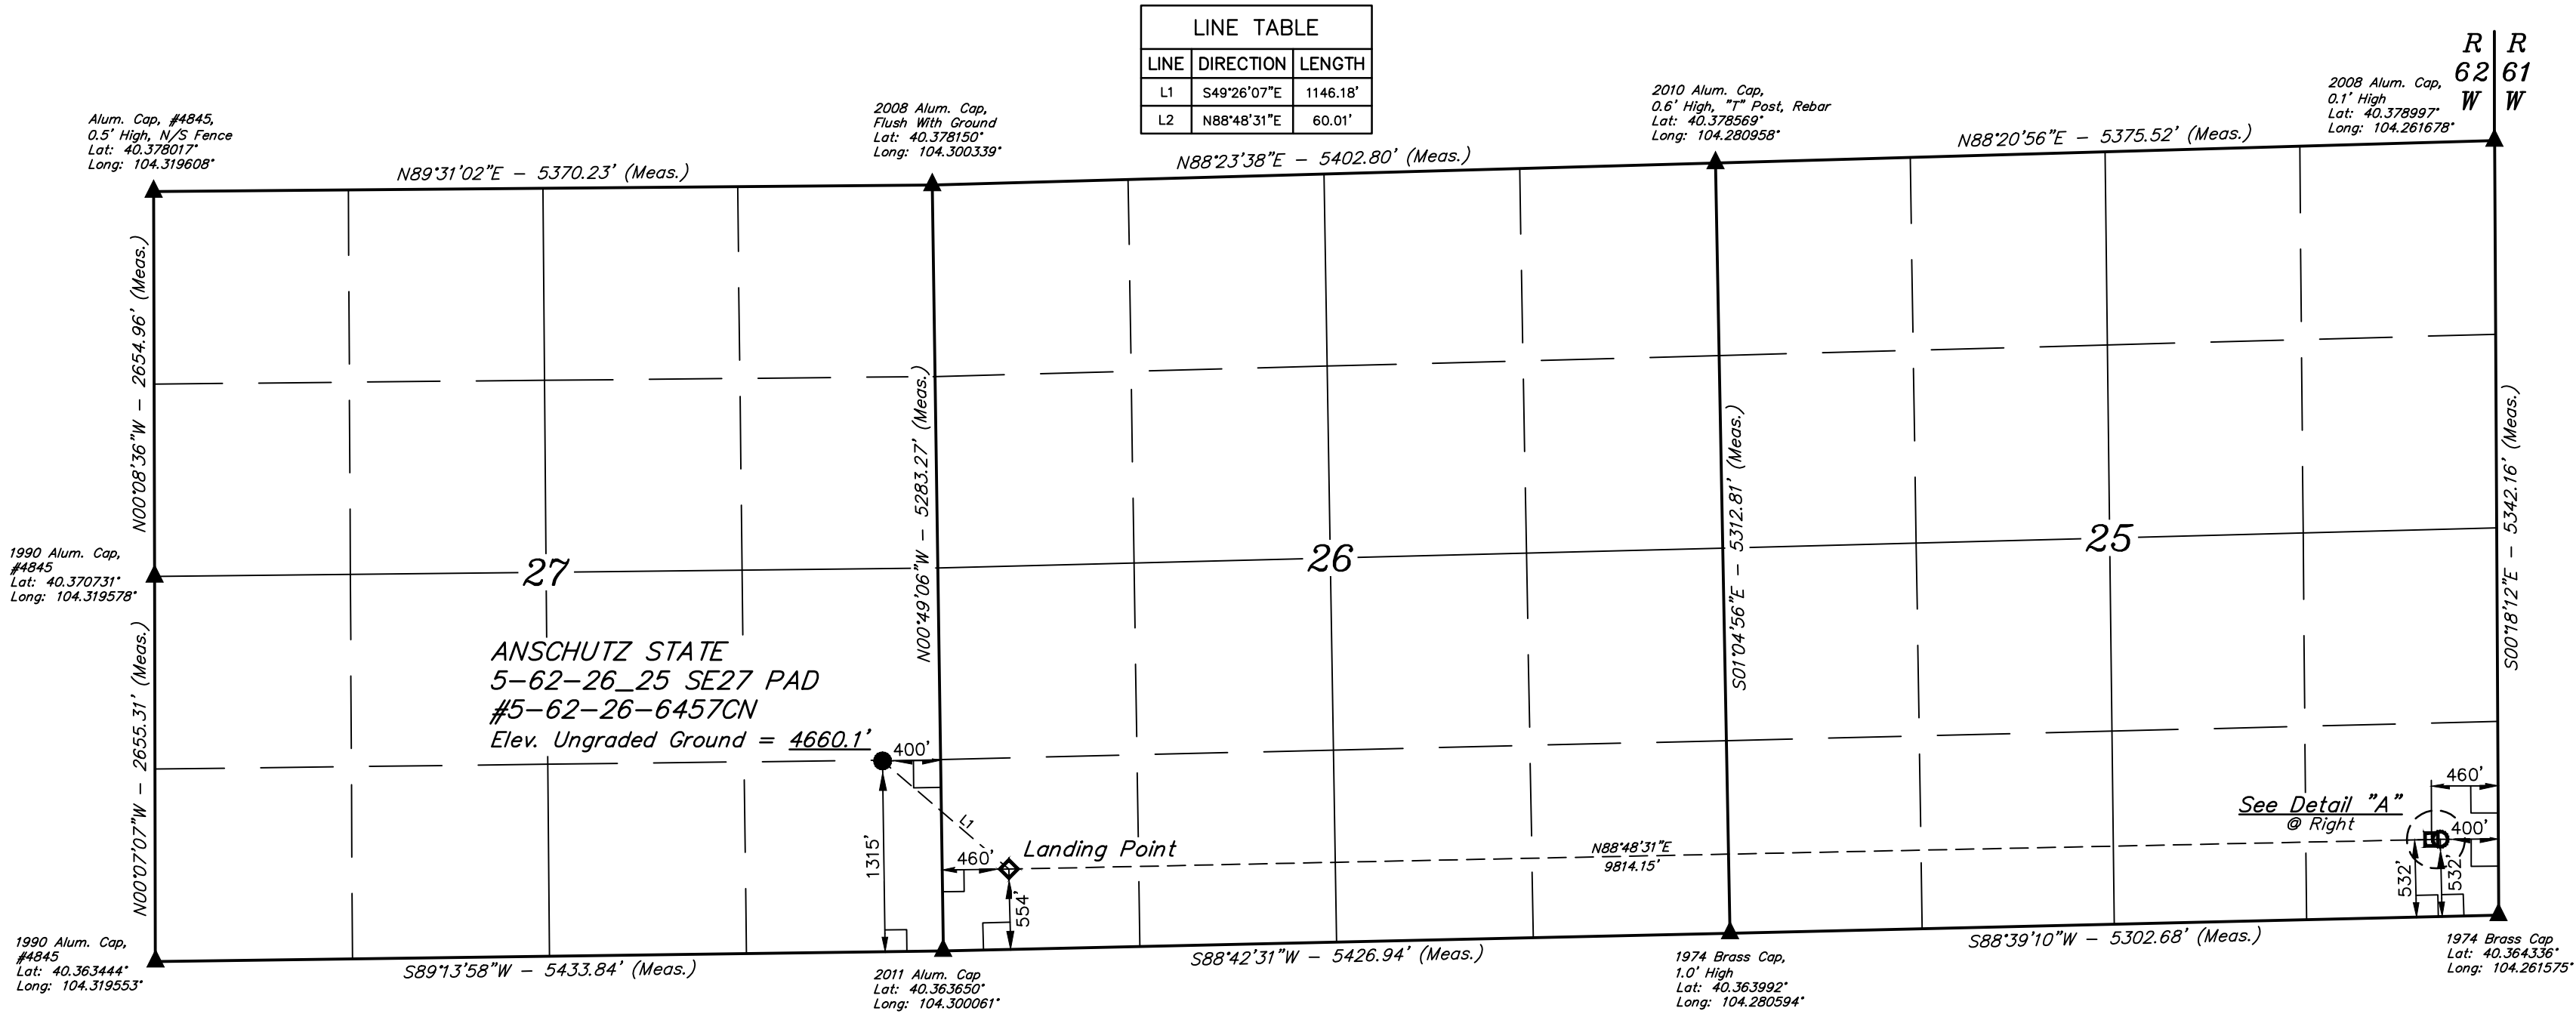 LINE TABLE
LINE DIRECTION LENGTH
L1 S49°26'07"E 1146.18'
L2 N88°48'31"E 60.01'
R R
62 61
W W
Alum. Cap, #4845,
0.5' High, N/S Fence
Lat: 40.378017°
Long: 104.319608°
2008 Alum. Cap,
Flush With Ground
Lat: 40.378150°
Long: 104.300339°
2010 Alum. Cap,
0.6' High, "T" Post, Rebar
Lat: 40.378569°
Long: 104.280958°
2008 Alum. Cap,
0.1' High
Lat: 40.378997°
Long: 104.261678°
N89°31'02"E - 5370.23' (Meas.)
N88°23'38"E - 5402.80' (Meas.)
N88°20'56"E - 5375.52' (Meas.)
N00°08'36"W - 2654.96' (Meas.)
N00°49'06"W - 5283.27' (Meas.)
S01°04'56"E - 5312.81' (Meas.)
S00°18'12"E - 5342.16' (Meas.)
1990 Alum. Cap,
#4845
Lat: 40.370731°
Long: 104.319578°
27
26
25
N00°07'07"W - 2655.31' (Meas.)
ANSCHUTZ STATE
5-62-26_25 SE27 PAD
#5-62-26-6457CN
Elev. Ungraded Ground = 4660.1'
400'
L1
1315'
460'
Landing Point
554'
N88°48'31"E
9814.15'
460'
See Detail "A"
@ Right
400'
532'
532'
1990 Alum. Cap,
#4845
Lat: 40.363444°
Long: 104.319553°
S89°13'58"W - 5433.84' (Meas.)
2011 Alum. Cap
Lat: 40.363650°
Long: 104.300061°
S88°42'31"W - 5426.94' (Meas.)
1974 Brass Cap,
1.0' High
Lat: 40.363992°
Long: 104.280594°
S88°39'10"W - 5302.68' (Meas.)
1974 Brass Cap
Lat: 40.364336°
Long: 104.261575°